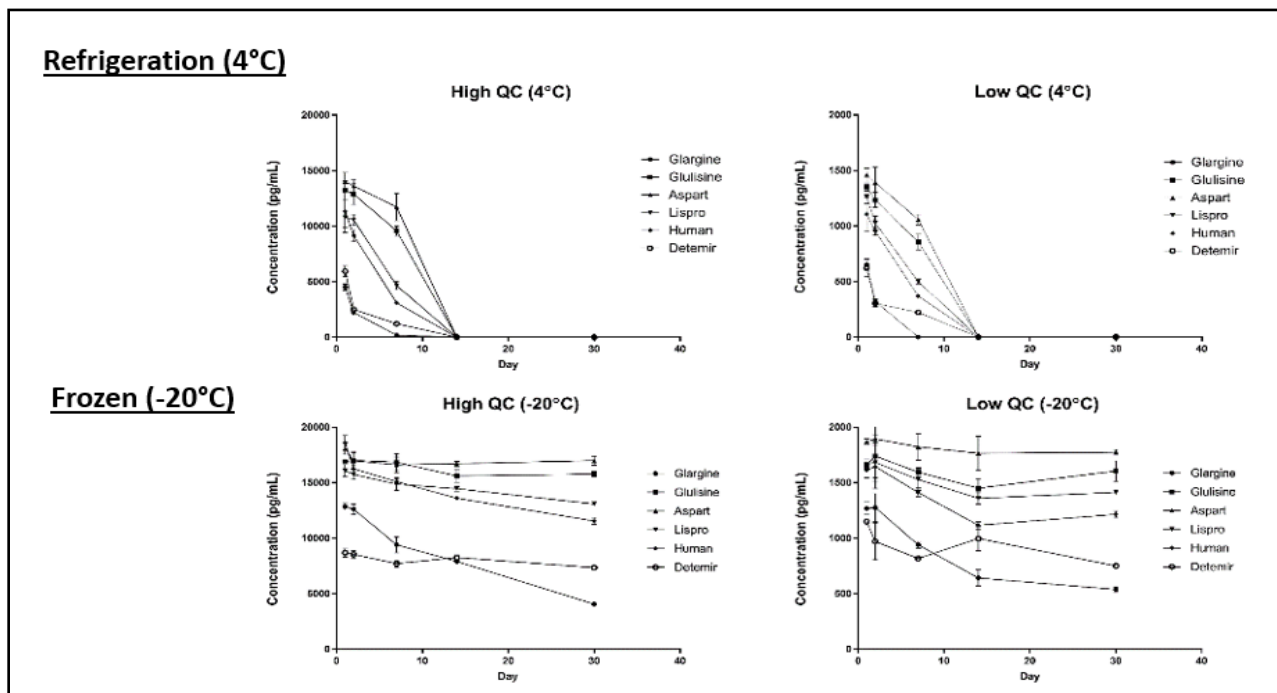 Refrigeration (4°C)
High QC (4°C)
Concentration (pg/mL)
20000
15000
10000
5000
0
0 10 20 30 40
Day
Glargine
Glulisine
Aspart
Lispro
Human
Detemir
Low QC (4°C)
Concentration (pg/mL)
2000
1500
1000
500
0
0 10 20 30 40
Day
Glargine
Glulisine
Aspart
Lispro
Human
Detemir
Frozen (-20°C)
High QC (-20°C)
Concentration (pg/mL)
20000
15000
10000
5000
0
0 10 20 30 40
Day
Glargine
Glulisine
Aspart
Lispro
Human
Detemir
Low QC (-20°C)
Concentration (pg/mL)
2000
1500
1000
500
0
0 10 20 30 40
Day
Glargine
Glulisine
Aspart
Lispro
Human
Detemir